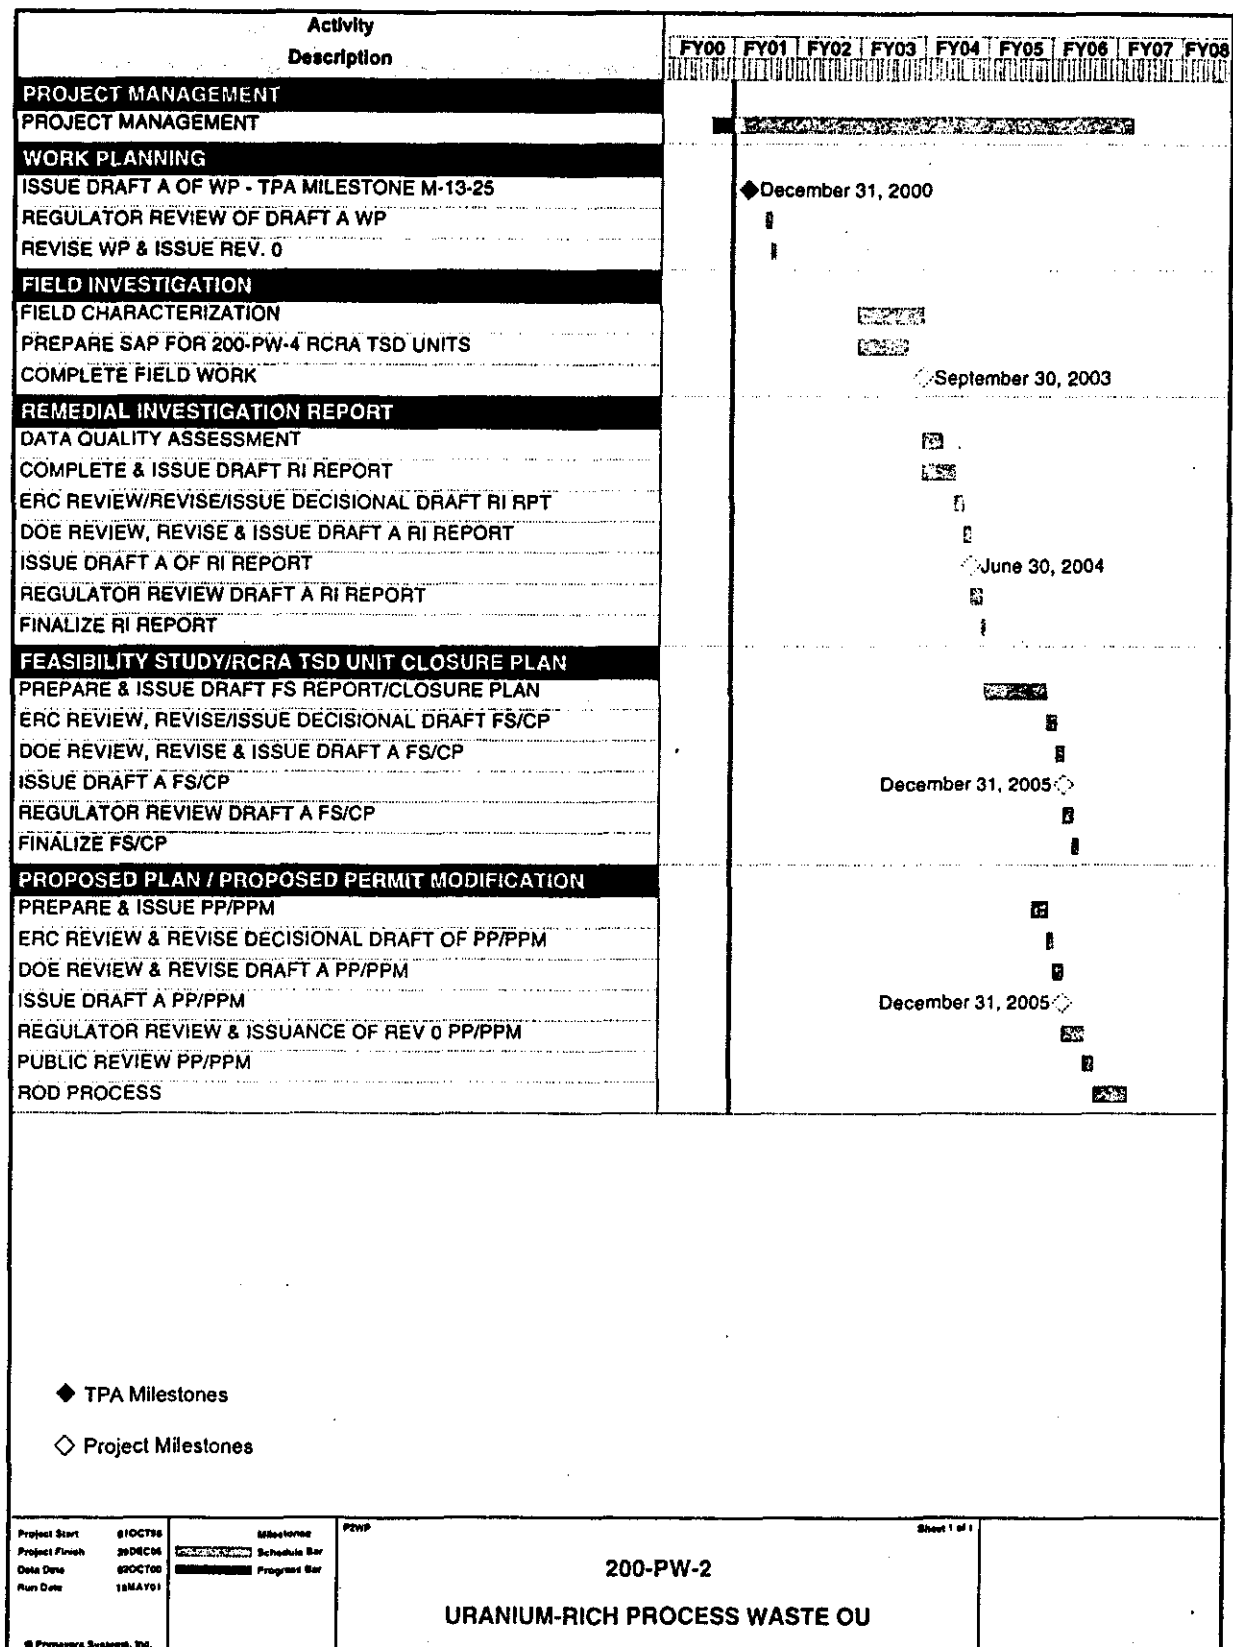 Activity
Description
FY00 FY01 FY02 FY03 FY04 FY05 FY06 FY07 FY08
PROJECT MANAGEMENT
PROJECT MANAGEMENT
WORK PLANNING
ISSUE DRAFT A OF WP - TPA MILESTONE M-13-25
December 31, 2000
REGULATOR REVIEW OF DRAFT A WP
REVISE WP & ISSUE REV. 0
FIELD INVESTIGATION
FIELD CHARACTERIZATION
PREPARE SAP FOR 200-PW-4 RCRA TSD UNITS
COMPLETE FIELD WORK
September 30, 2003
REMEDIAL INVESTIGATION REPORT
DATA QUALITY ASSESSMENT
COMPLETE & ISSUE DRAFT RI REPORT
ERC REVIEW/REVISE/ISSUE DECISIONAL DRAFT RI RPT
DOE REVIEW, REVISE & ISSUE DRAFT A RI REPORT
ISSUE DRAFT A OF RI REPORT
June 30, 2004
REGULATOR REVIEW DRAFT A RI REPORT
FINALIZE RI REPORT
FEASIBILITY STUDY/RCRA TSD UNIT CLOSURE PLAN
PREPARE & ISSUE DRAFT FS REPORT/CLOSURE PLAN
ERC REVIEW, REVISE/ISSUE DECISIONAL DRAFT FS/CP
DOE REVIEW, REVISE & ISSUE DRAFT A FS/CP
ISSUE DRAFT A FS/CP
December 31, 2005
REGULATOR REVIEW DRAFT A FS/CP
FINALIZE FS/CP
PROPOSED PLAN / PROPOSED PERMIT MODIFICATION
PREPARE & ISSUE PP/PPM
ERC REVIEW & REVISE DECISIONAL DRAFT OF PP/PPM
DOE REVIEW & REVISE DRAFT A PP/PPM
ISSUE DRAFT A PP/PPM
December 31, 2005
REGULATOR REVIEW & ISSUANCE OF REV 0 PP/PPM
PUBLIC REVIEW PP/PPM
ROD PROCESS
TPA Milestones
Project Milestones
Project Start
Project Finish
Data Date 02OCT00
Run Date 18MAY01
Milestones
Schedule Bar
Progress Bar
© Primavera Systems, Inc.
P2WP
Sheet 1 of 1
200-PW-2
URANIUM-RICH PROCESS WASTE OU